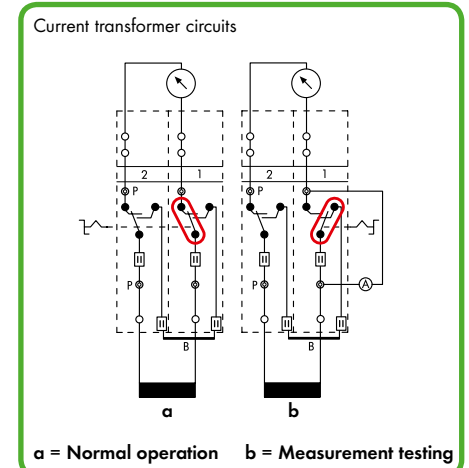 Current transformer circuits
2 1 2 1
P P
A
P P
B B
a b
a = Normal operation b = Measurement testing